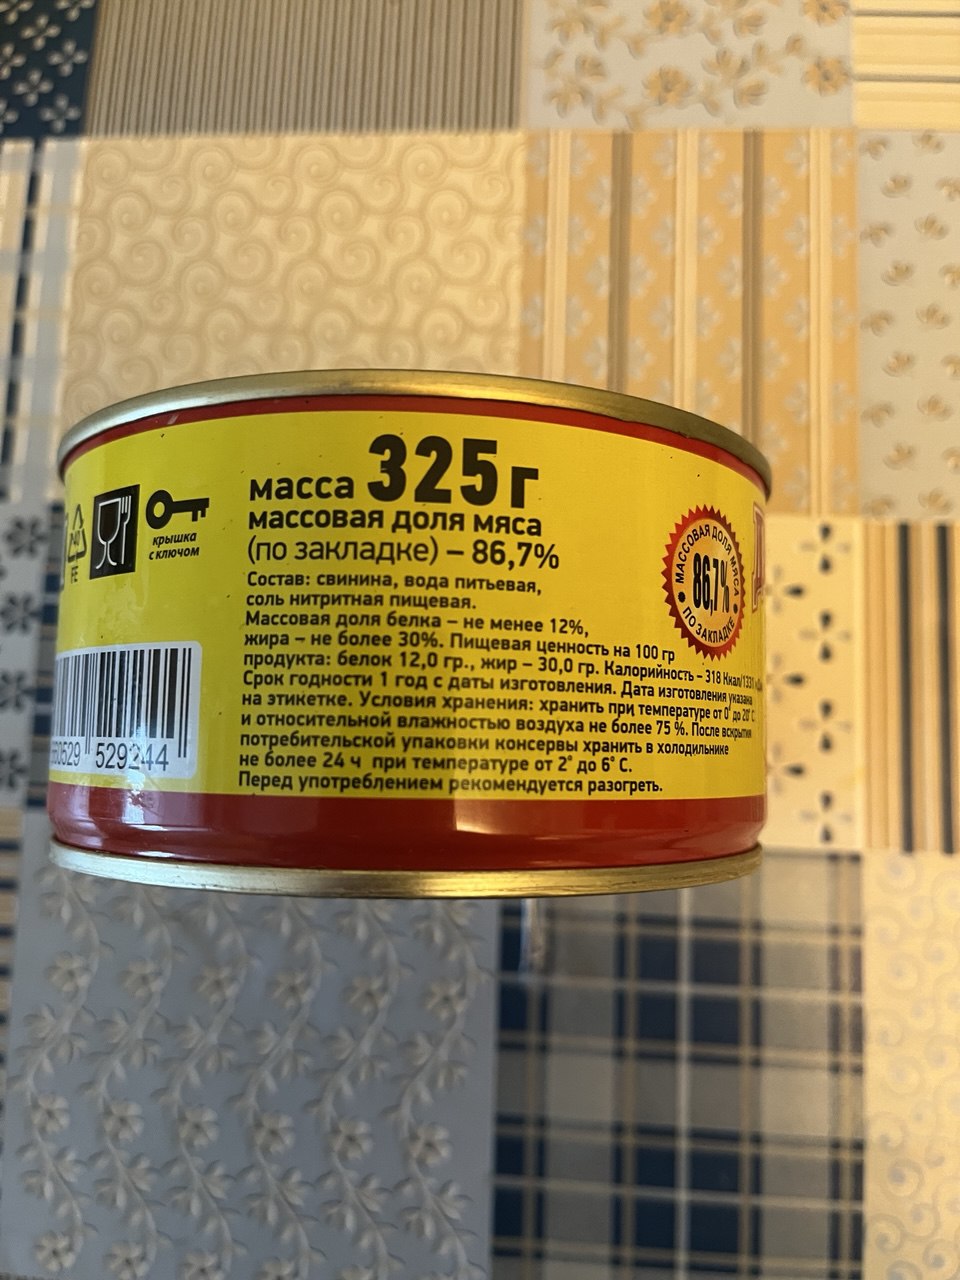 масса 325 г
массовая доля мяса
(по закладке) – 86,7%
Состав: свинина, вода питьевая,
соль нитритная пищевая.
Массовая доля белка – не менее 12%,
жира – не более 30%. Пищевая ценность на 100 гр
продукта: белок 12,0 гр., жир – 30,0 гр. Калорийность – 318 Ккал/1331
Срок годности 1 год с даты изготовления. Дата изготовления указана
на этикетке. Условия хранения: хранить при температуре от 0˚ до 20˚ С
и относительной влажностью воздуха не более 75 %. После вскрытия
потребительской упаковки консервы хранить в холодильнике
не более 24 ч при температуре от 2˚ до 6˚ С.
Перед употреблением рекомендуется разогреть.
крышка
с ключом
40
FE
529244
МАССОВАЯ ДОЛЯ МЯСА
86,7%
ПО ЗАКЛАДКЕ